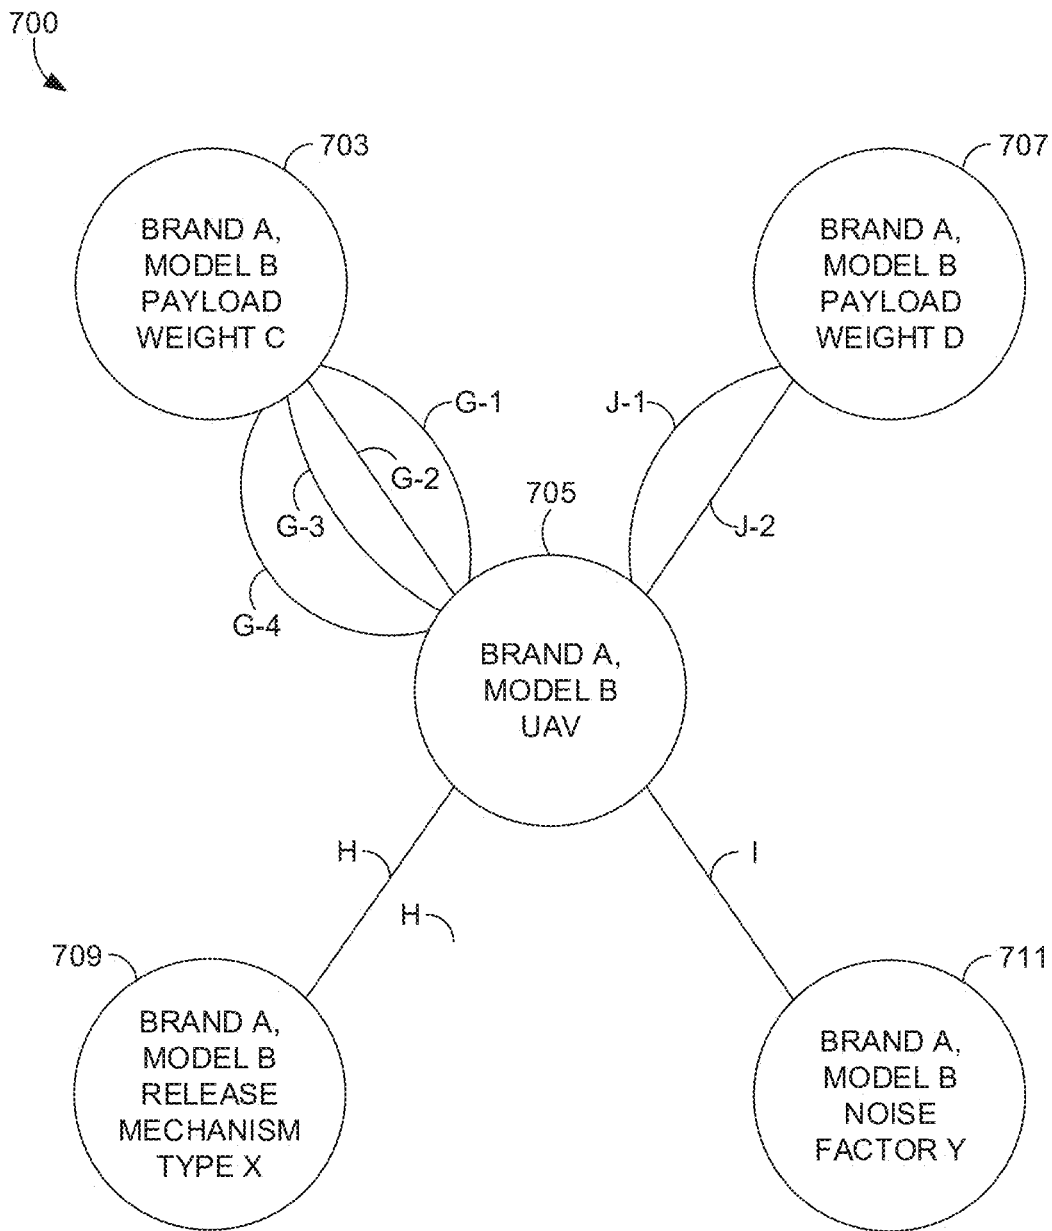 700
703
707
BRAND A,
MODEL B
PAYLOAD
WEIGHT C
BRAND A,
MODEL B
PAYLOAD
WEIGHT D
G-1
J-1
G-2
705
G-3
J-2
G-4
BRAND A,
MODEL B
UAV
H
I
H
709
711
BRAND A,
MODEL B
RELEASE
MECHANISM
TYPE X
BRAND A,
MODEL B
NOISE
FACTORY Y